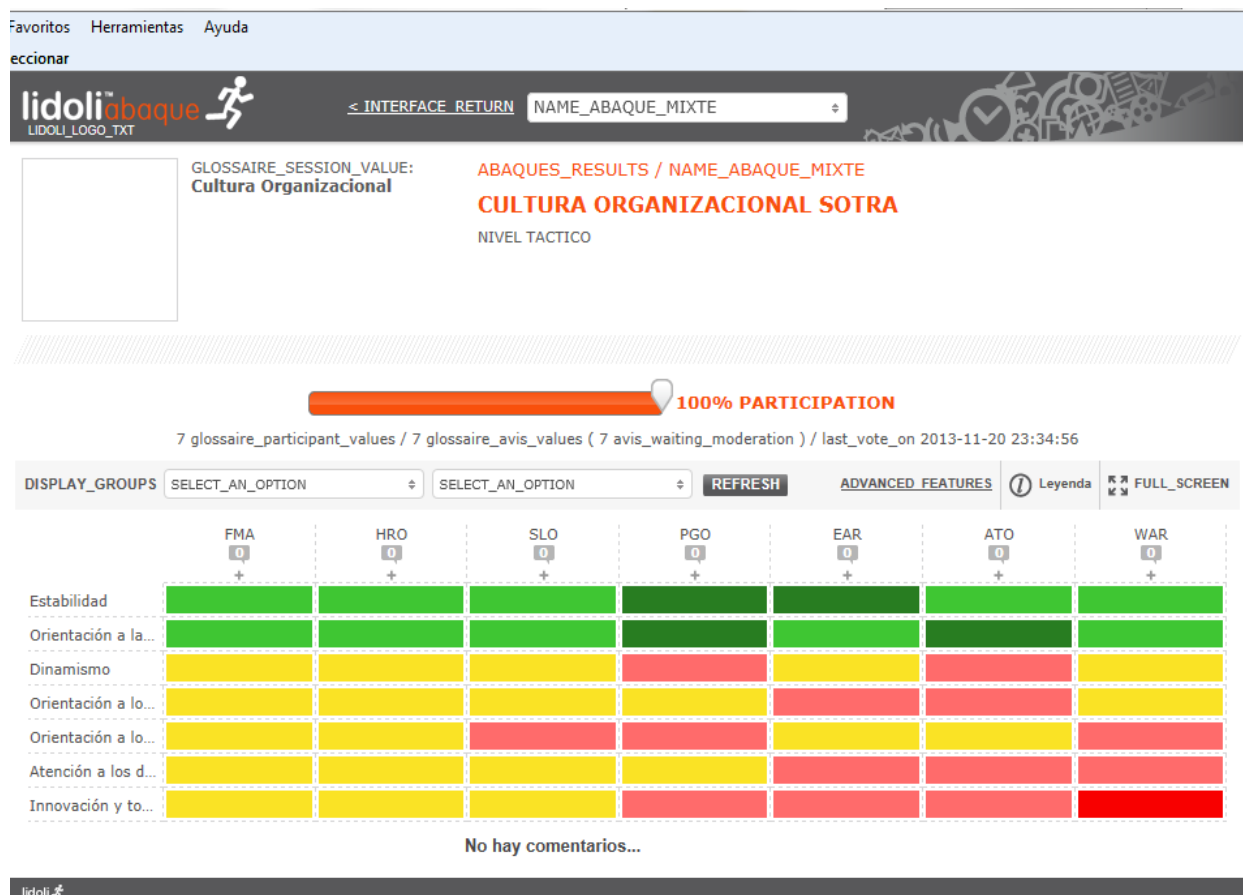 Favoritos Herramientas Ayuda
eccionar
lidoli™abaque
LIDOLI_LOGO_TXT
< INTERFACE_RETURN NAME_ABAQUE_MIXTE
GLOSSAIRE_SESSION_VALUE:
Cultura Organizacional
ABAQUES_RESULTS / NAME_ABAQUE_MIXTE
CULTURA ORGANIZACIONAL SOTRA
NIVEL TACTICO
100% PARTICIPATION
7 glossaire_participant_values / 7 glossaire_avis_values ( 7 avis_waiting_moderation ) / last_vote_on 2013-11-20 23:34:56
DISPLAY_GROUPS SELECT_AN_OPTION SELECT_AN_OPTION REFRESH ADVANCED_FEATURES i Leyenda FULL_SCREEN
FMA HRO SLO PGO EAR ATO WAR
0 0 0 0 0 0 0
+ + + + + + +
Estabilidad
Orientación a la...
Dinamismo
Orientación a lo...
Orientación a lo...
Atención a los d...
Innovación y to...
No hay comentarios...
lidoli